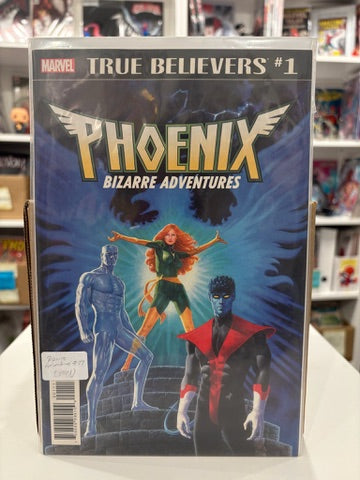 MARVEL
TRUE BELIEVERS #1
PHOENIX
BIZARRE ADVENTURES